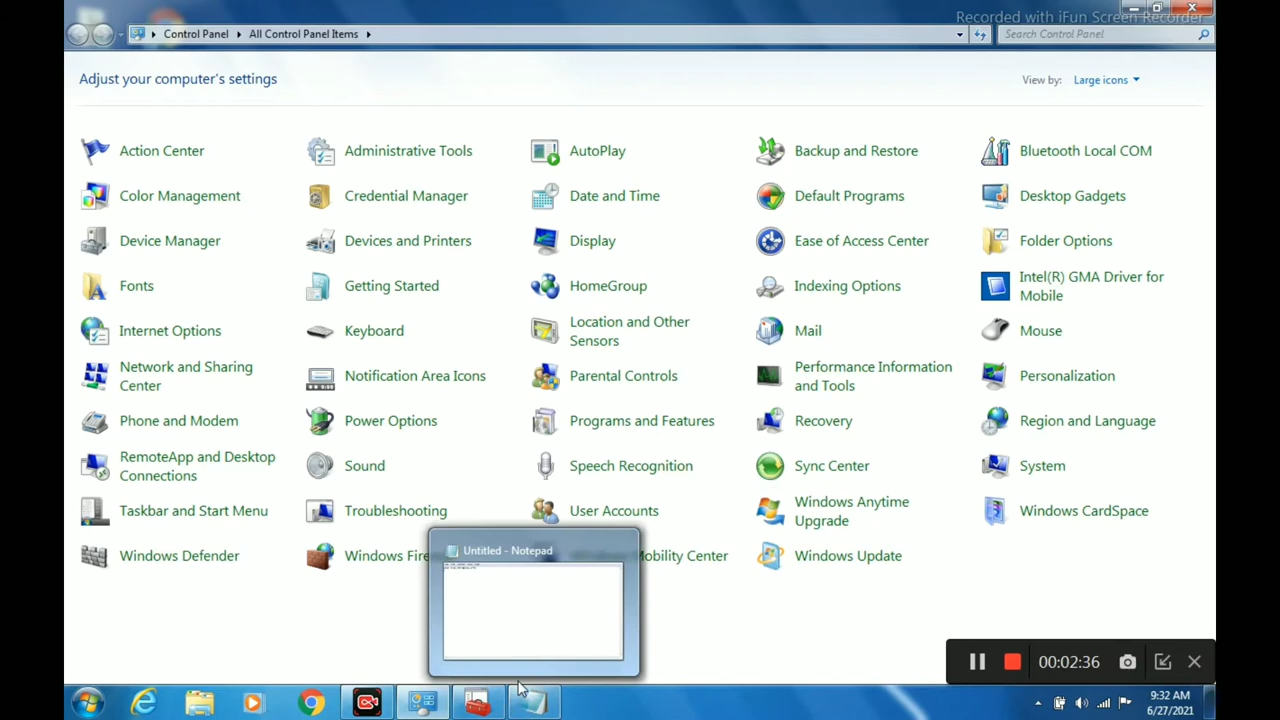 Recorded with iFun Screen Recorder
Control Panel All Control Panel Items
Search Control Panel
Adjust your computer's settings
View by: Large icons
Action Center
Administrative Tools
AutoPlay
Backup and Restore
Bluetooth Local COM
Color Management
Credential Manager
Date and Time
Default Programs
Desktop Gadgets
Device Manager
Devices and Printers
Display
Ease of Access Center
Folder Options
Fonts
Getting Started
HomeGroup
Indexing Options
Intel(R) GMA Driver for
Mobile
Internet Options
Keyboard
Location and Other
Sensors
Mail
Mouse
Network and Sharing
Center
Notification Area Icons
Parental Controls
Performance Information
and Tools
Personalization
Phone and Modem
Power Options
Programs and Features
Recovery
Region and Language
RemoteApp and Desktop
Connections
Sound
Speech Recognition
Sync Center
System
Taskbar and Start Menu
Troubleshooting
User Accounts
Windows Anytime
Upgrade
Windows CardSpace
Windows Defender
Windows Fire
Mobility Center
Windows Update
Untitled - Notepad
00:02:36
9:32 AM
6/27/2021